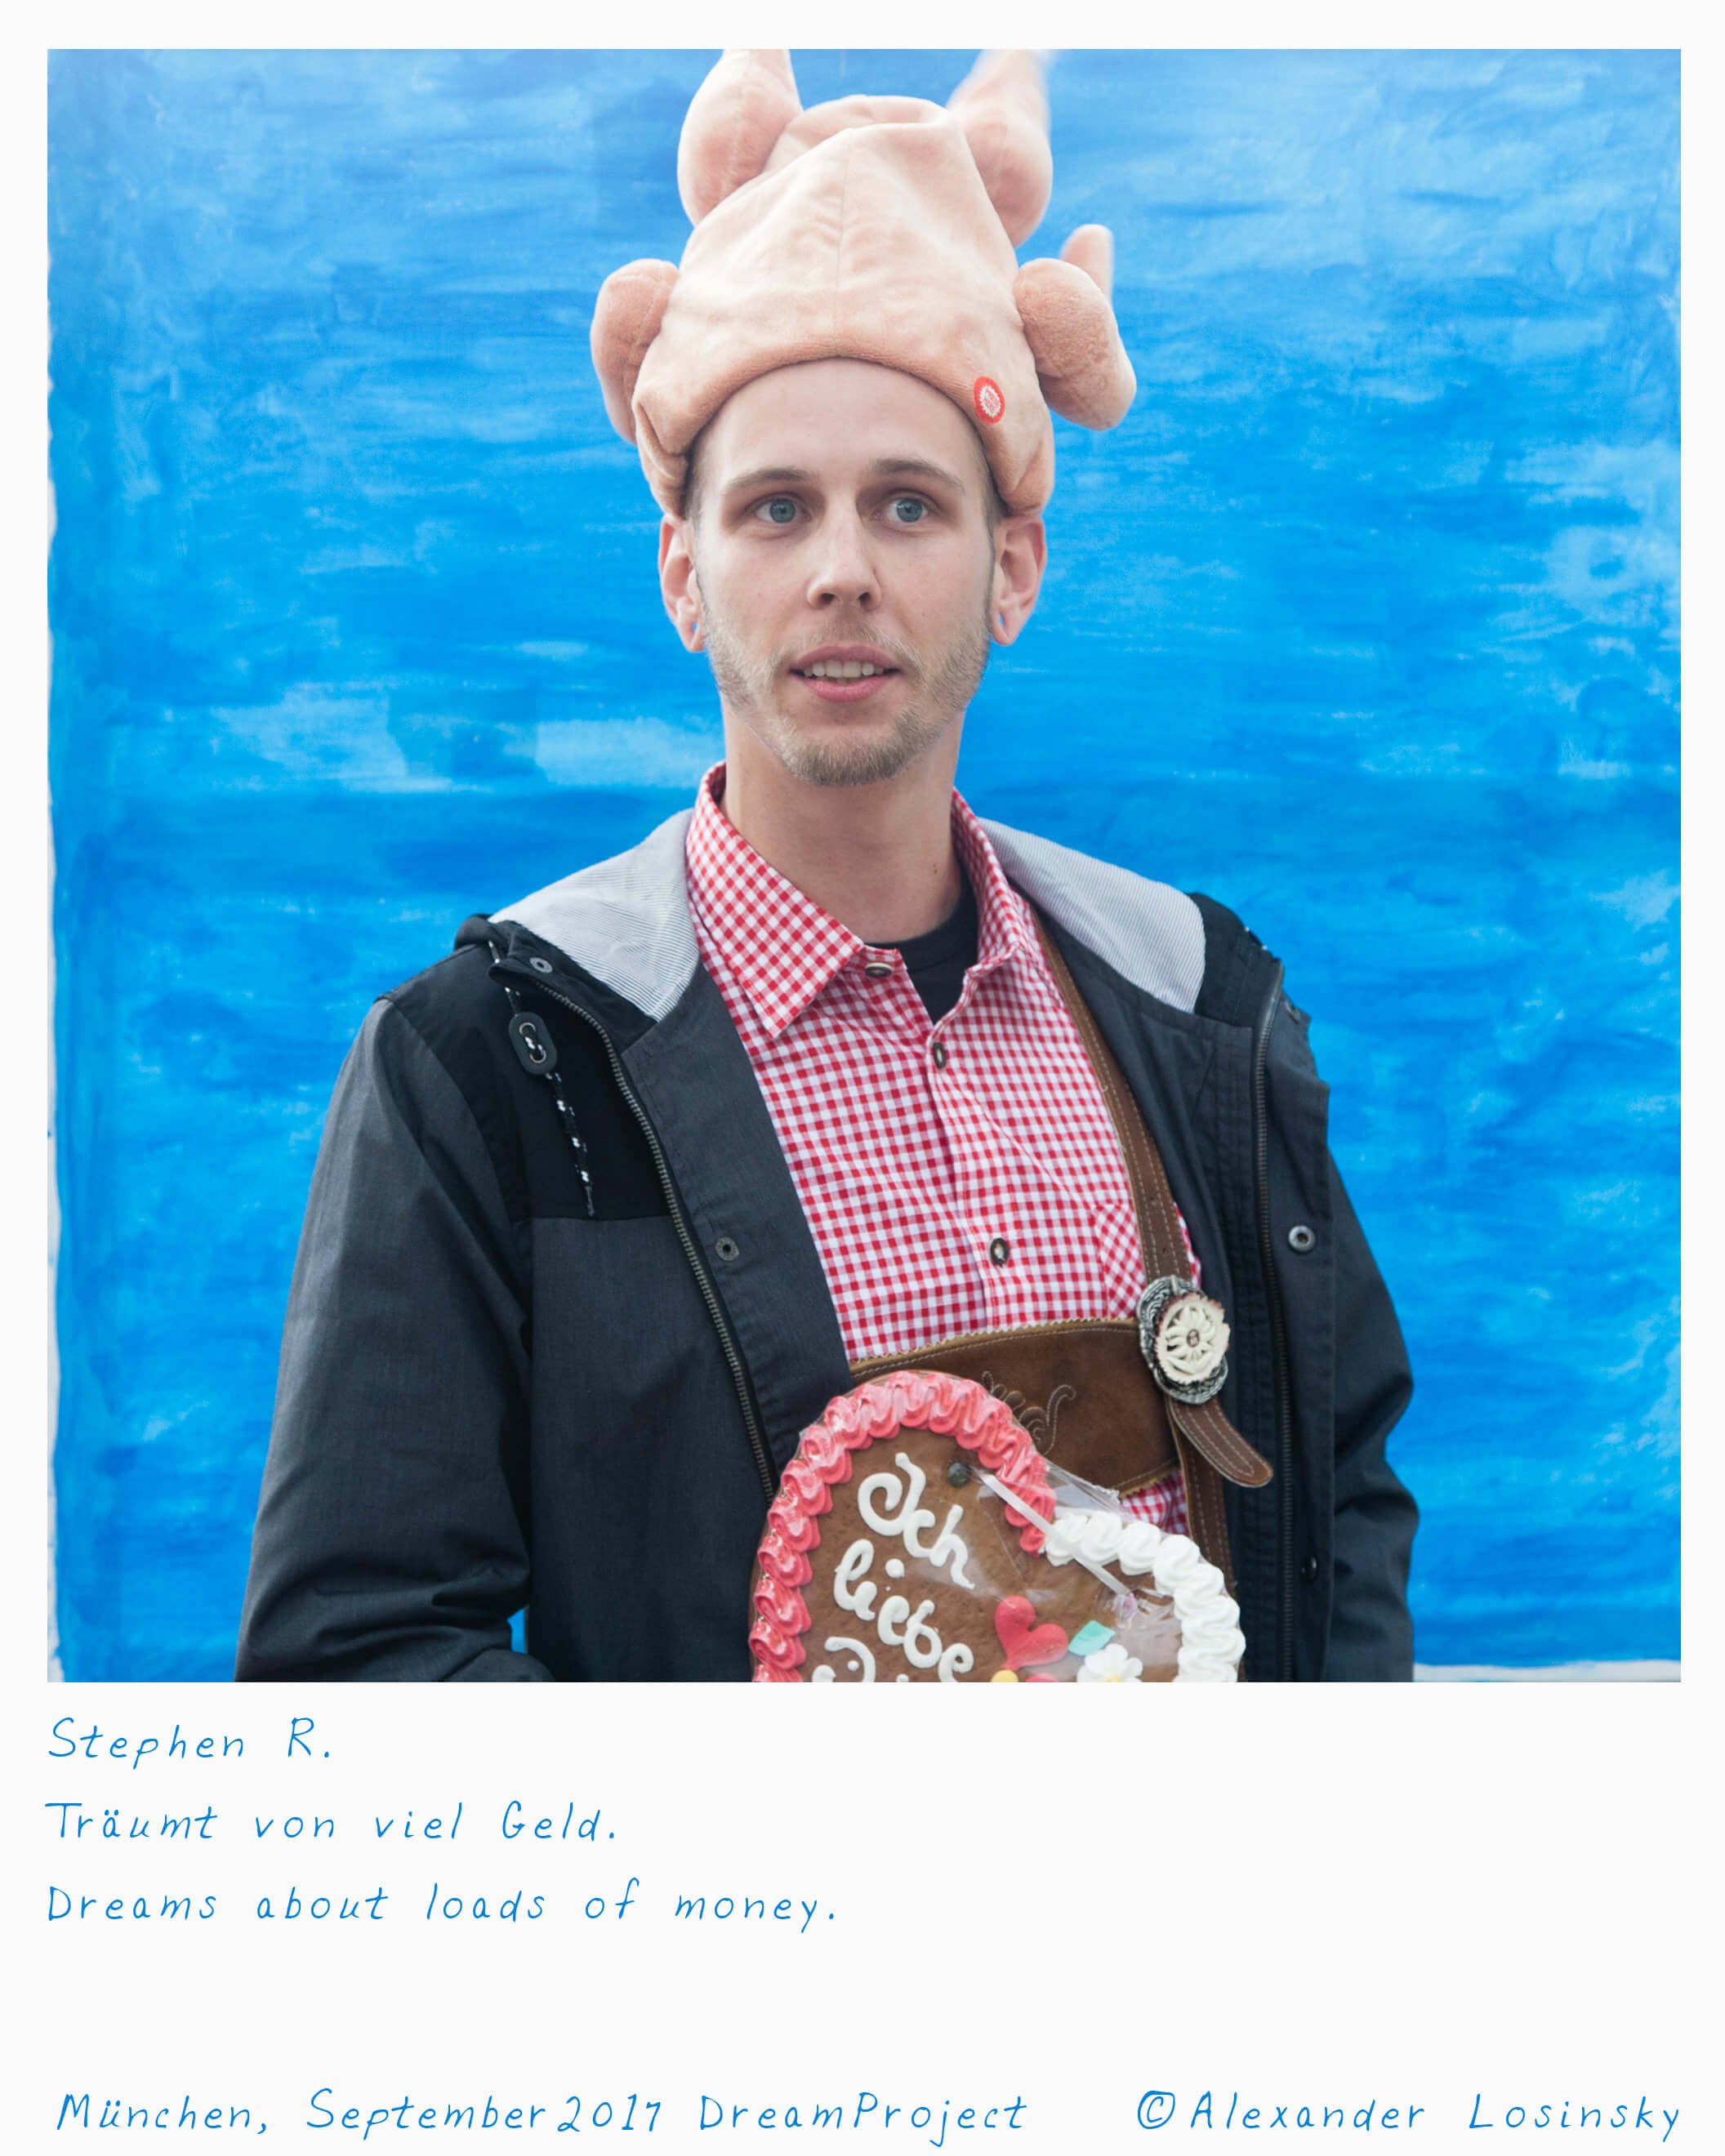 Ich
liebe
Stephen R.
Träumt von viel Geld.
Dreams about loads of money.
München, September 2017 DreamProject ©Alexander Losinsky